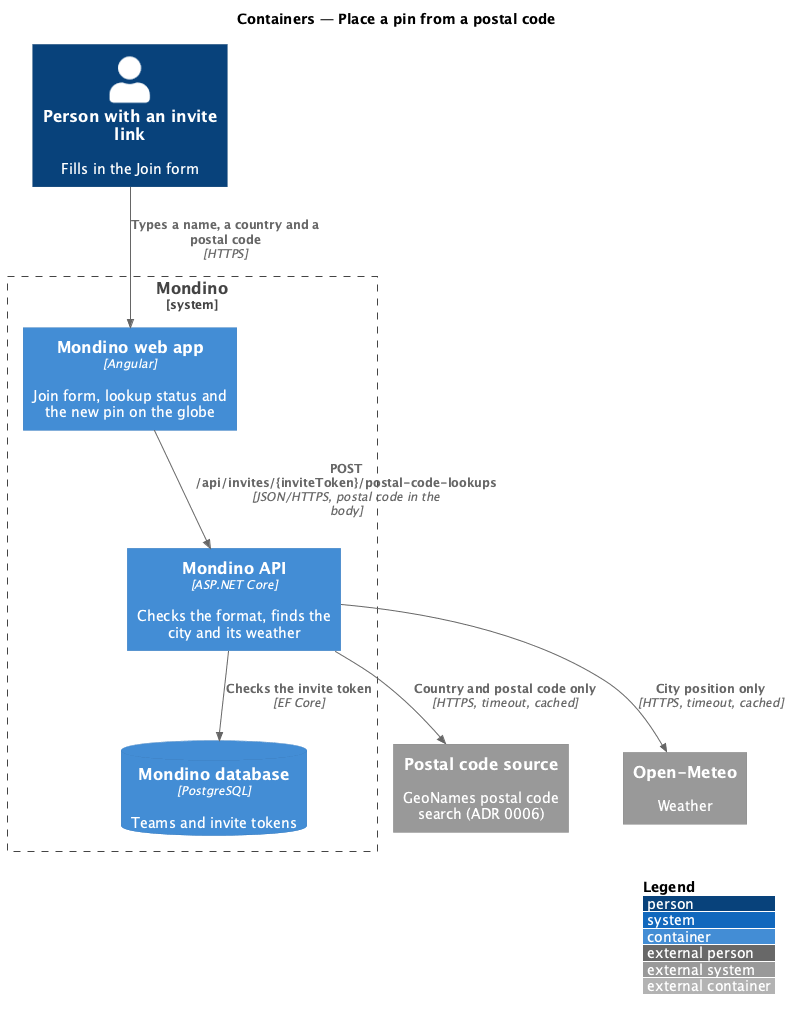 Containers — Place a pin from a postal code
Person with an invite
link
Fills in the Join form
Types a name, a country and a
postal code
[HTTPS]
Mondino
[system]
Mondino web app
[Angular]
Join form, lookup status and
the new pin on the globe
POST
/api/invites/{inviteToken}/postal-code-lookups
[JSON/HTTPS, postal code in the
body]
Mondino API
[ASP.NET Core]
Checks the format, finds the
city and its weather
Checks the invite token
[EF Core]
Country and postal code only
[HTTPS, timeout, cached]
City position only
[HTTPS, timeout, cached]
Mondino database
[PostgreSQL]
Teams and invite tokens
Postal code source
GeoNames postal code
search (ADR 0006)
Open-Meteo
Weather
Legend
person
system
container
external person
external system
external container